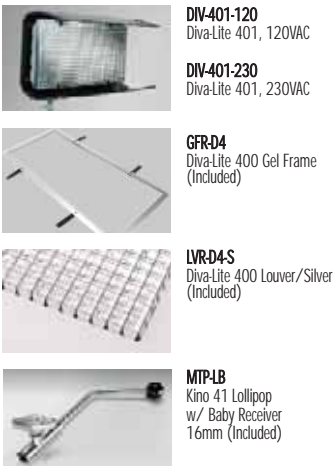 DIV-401-120
Diva-Lite 401, 120VAC
DIV-401-230
Diva-Lite 401, 230VAC
GFR-D4
Diva-Lite 400 Gel Frame
(Included)
LVR-D4-S
Diva-Lite 400 Louver/Silver
(Included)
MTP-LB
Kino 41 Lollipop
w/ Baby Receiver
16mm (Included)